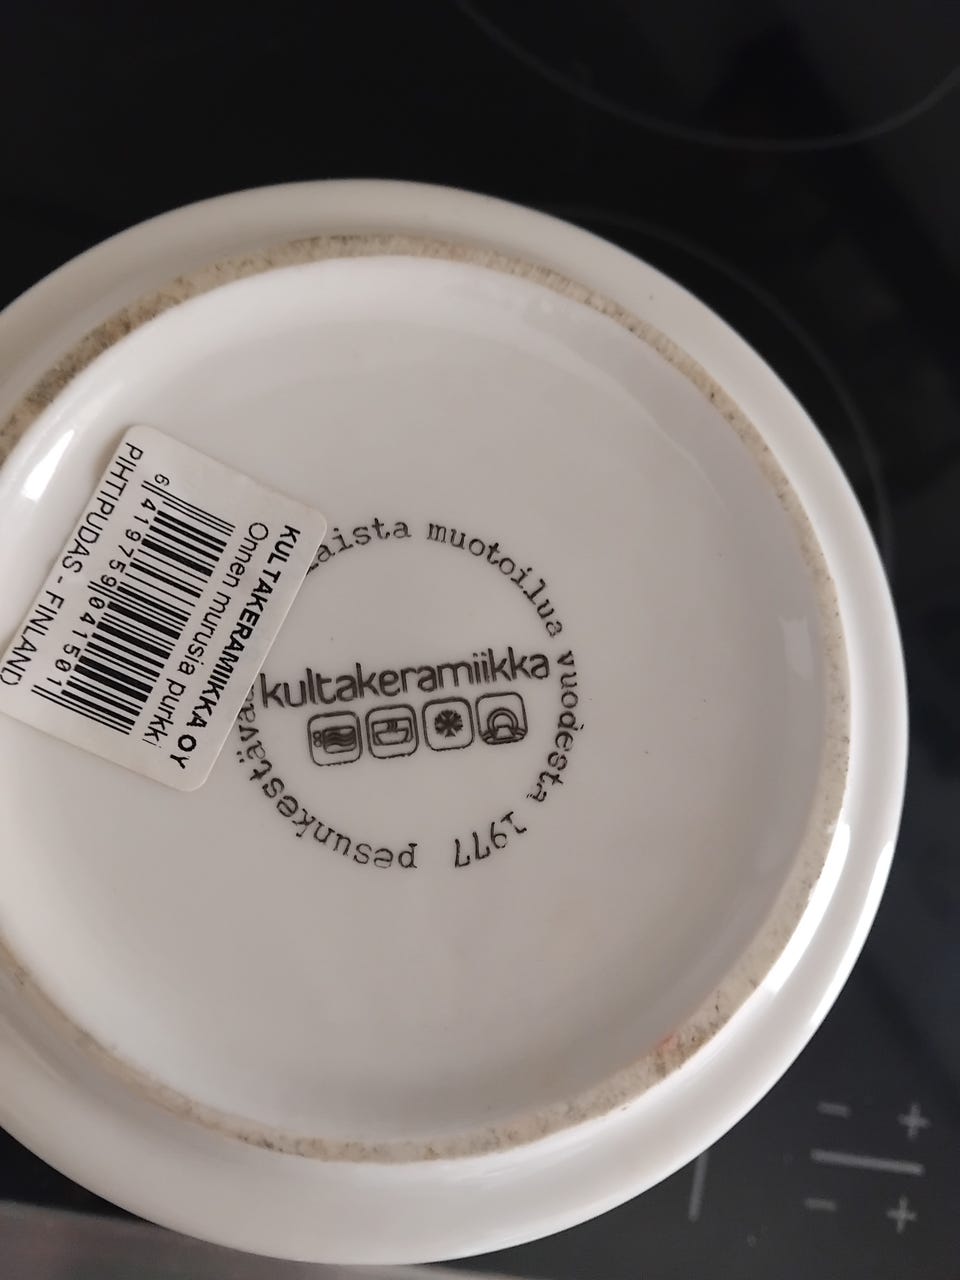 KULTAKERAMIIKKA OY
Onnen murusia purkki
6 419759 041501
PIHTIPUDAS - FINLAND
muotoilua vuodesta 1977
kultakeramiikka